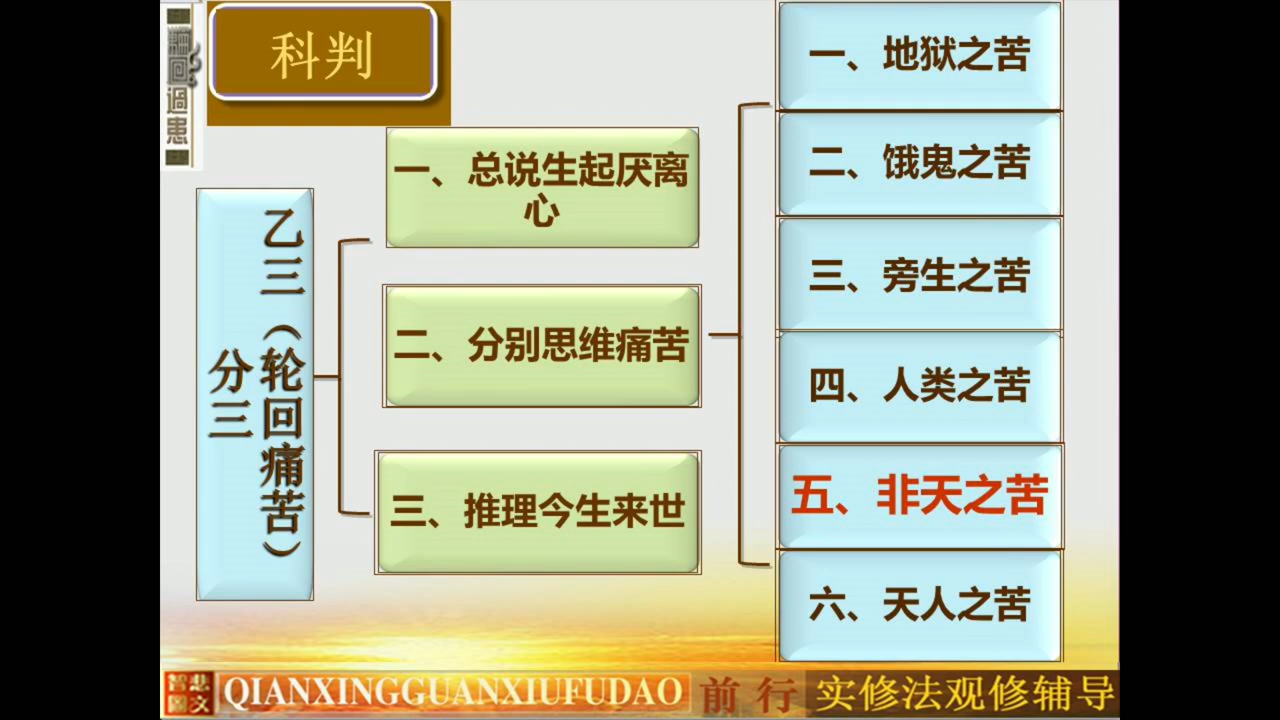 輪回過患
科判
乙三（轮回痛苦）
分三
一、总说生起厌离
心
二、分别思维痛苦
三、推理今生来世
一、地狱之苦
二、饿鬼之苦
三、旁生之苦
四、人类之苦
五、非天之苦
六、天人之苦
QIANXINGGUANXIUFUDAO
前行
实修法观修辅导